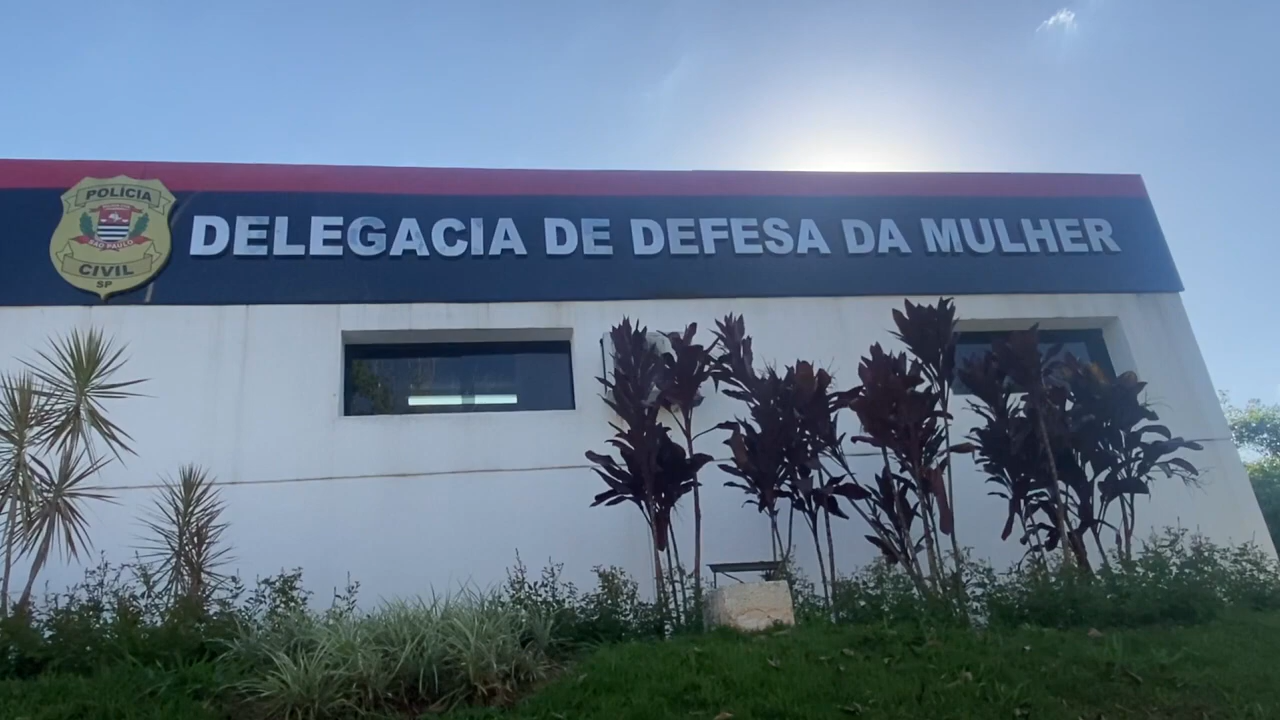 POLÍCIA
SÃO PAULO
CIVIL
SP
DELEGACIA DE DEFESA DA MULHER